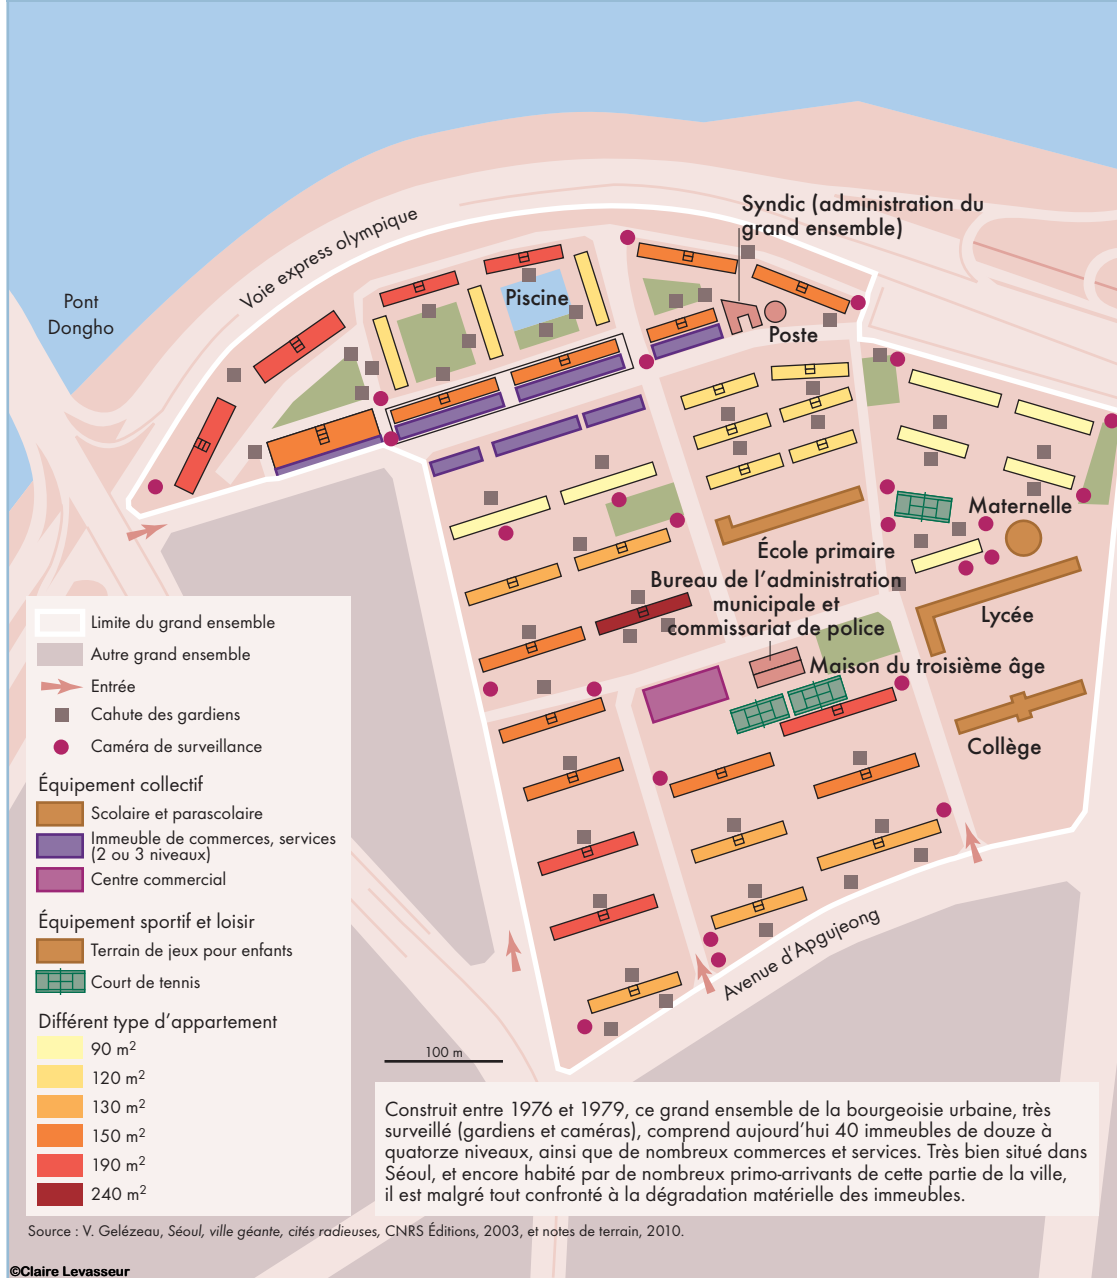 Syndic (administration du
grand ensemble)
Voie express olympique
Pont
Dongho
Piscine
Poste
Maternelle
École primaire
Bureau de l'administration
municipale et
commissariat de police
Lycée
Maison du troisième âge
Collège
Avenue d'Apgujeong
Limite du grand ensemble
Autre grand ensemble
Entrée
Cahute des gardiens
Caméra de surveillance
Équipement collectif
Scolaire et parascolaire
Immeuble de commerces, services
(2 ou 3 niveaux)
Centre commercial
Équipement sportif et loisir
Terrain de jeux pour enfants
Court de tennis
Différent type d'appartement
90 m²
120 m²
130 m²
150 m²
190 m²
240 m²
100 m
Construit entre 1976 et 1979, ce grand ensemble de la bourgeoisie urbaine, très
surveillé (gardiens et caméras), comprend aujourd'hui 40 immeubles de douze à
quatorze niveaux, ainsi que de nombreux commerces et services. Très bien situé dans
Séoul, et encore habité par de nombreux primo-arrivants de cette partie de la ville,
il est malgré tout confronté à la dégradation matérielle des immeubles.
Source : V. Gelézeau, Séoul, ville géante, cités radieuses, CNRS Éditions, 2003, et notes de terrain, 2010.
©Claire Levasseur